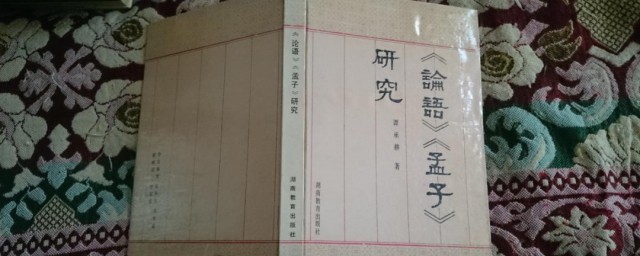 《論語》《孟子》
研究
著
湖南教育出版社
《论语》《孟子》研究
湖南教育出版社